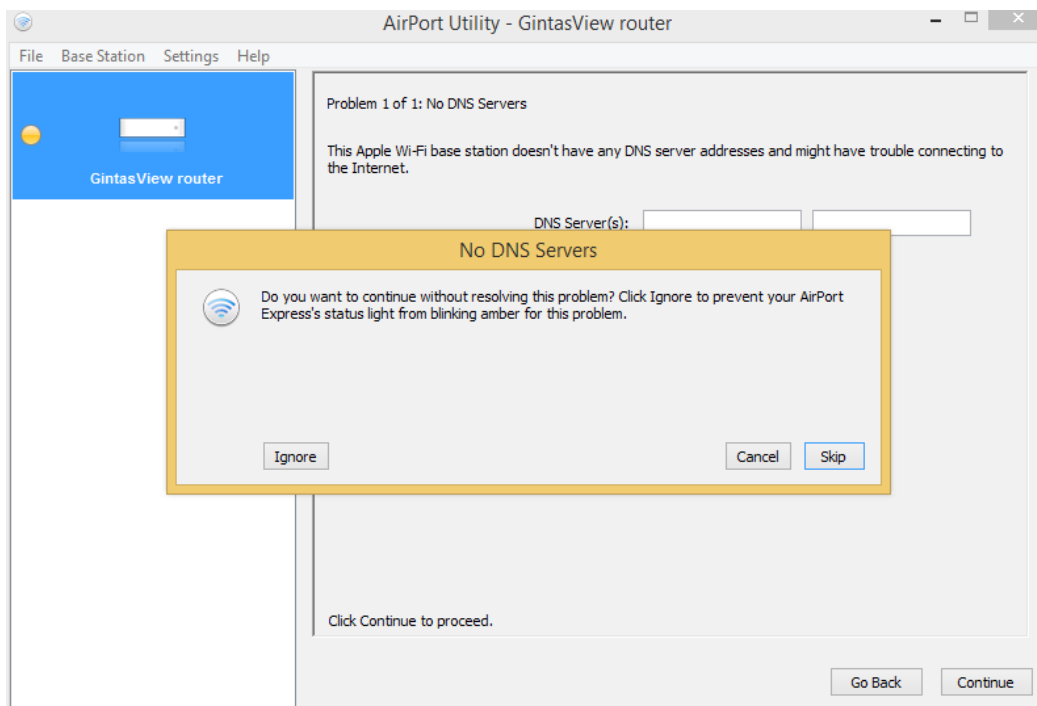 AirPort Utility - GintasView router
File Base Station Settings Help
GintasView router
Problem 1 of 1: No DNS Servers
This Apple Wi-Fi base station doesn't have any DNS server addresses and might have trouble connecting to
the Internet.
DNS Server(s):
No DNS Servers
Do you want to continue without resolving this problem? Click Ignore to prevent your AirPort
Express's status light from blinking amber for this problem.
Ignore Cancel Skip
Click Continue to proceed.
Go Back Continue